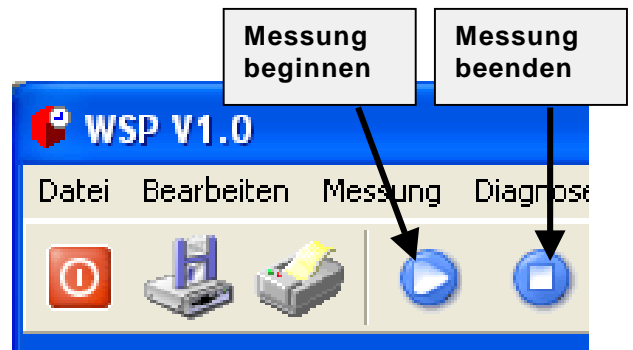 Messung beginnen
Messung beenden
WSP V1.0
Datei Bearbeiten Messung Diagnose